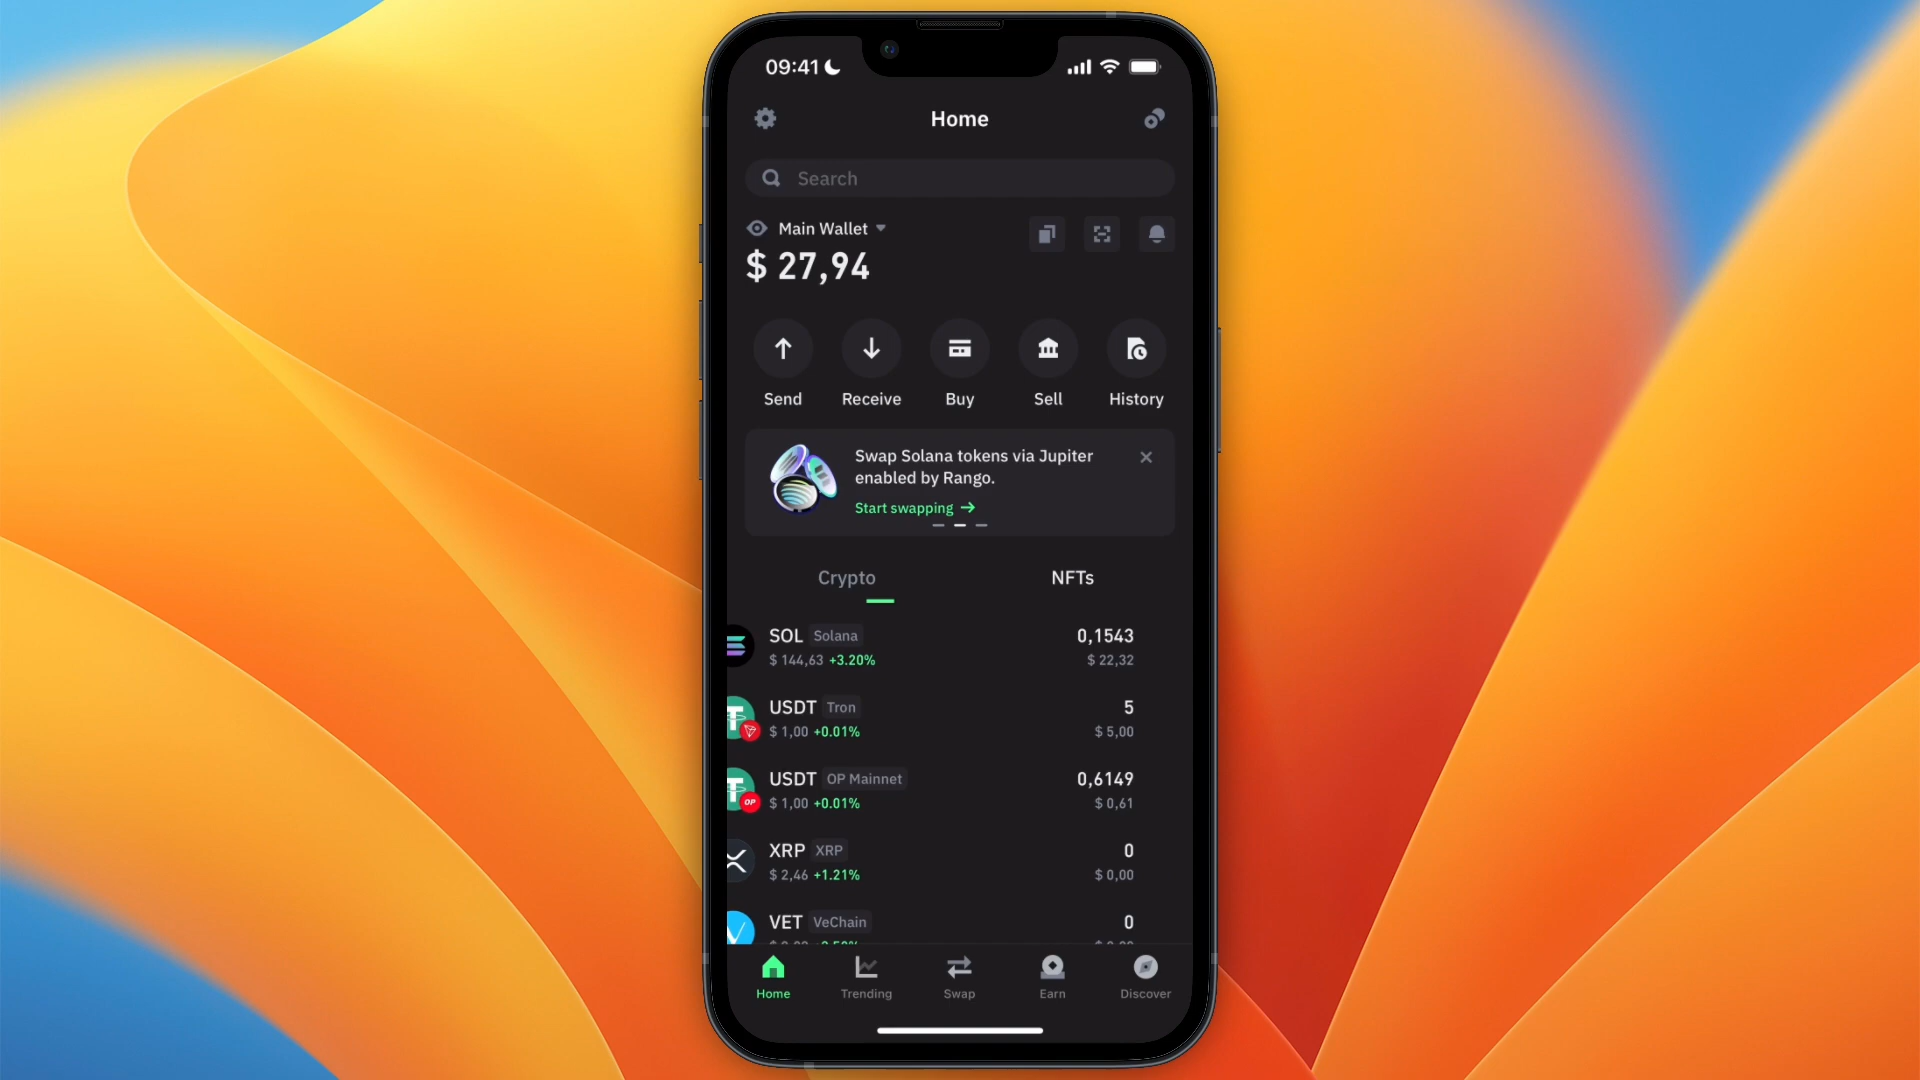 09:41
Home
Search
Main Wallet
$ 27,94
Send Receive Buy Sell History
Swap Solana tokens via Jupiter
enabled by Rango.
Start swapping →
Crypto NFTs
SOL Solana 0,1543
$ 144,63 +3.20% $ 22,32
USDT Tron 5
$ 1,00 +0.01% $ 5,00
USDT OP Mainnet 0,6149
OP $ 1,00 +0.01% $ 0,61
XRP XRP 0
$ 2,46 +1.21% $ 0,00
VET VeChain 0
Home Trending Swap Earn Discover